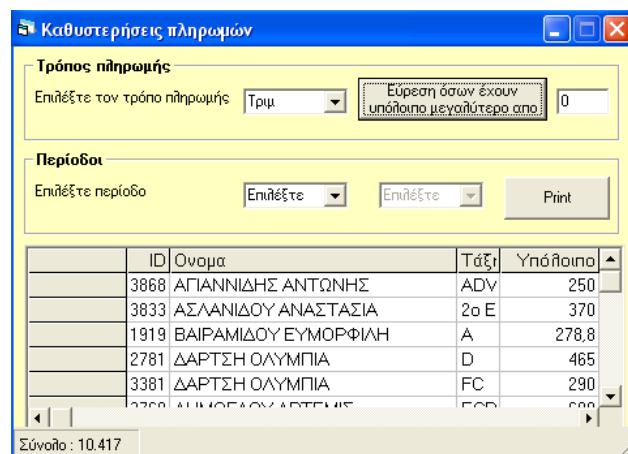 Καθυστερήσεις πληρωμών
Τρόπος πληρωμής
Επιλέξτε τον τρόπο πληρωμής Τριμ Εύρεση όσων έχουν
υπόλοιπο μεγαλύτερο απο 0
Περίοδοι
Επιλέξτε περίοδο Επιλέξτε Επιλέξτε Print
ID Ονομα Τάξη Υπόλοιπο
3868 ΑΓΙΑΝΝΙΔΗΣ ΑΝΤΩΝΗΣ ADV 250
3833 ΑΣΛΑΝΙΔΟΥ ΑΝΑΣΤΑΣΙΑ 2ο Ε 370
1919 ΒΑΙΡΑΜΙΔΟΥ ΕΥΜΟΡΦΙΛΗ Α 278,8
2781 ΔΑΡΤΣΗ ΟΛΥΜΠΙΑ D 465
3381 ΔΑΡΤΣΗ ΟΛΥΜΠΙΑ FC 290
Σύνολο : 10.417